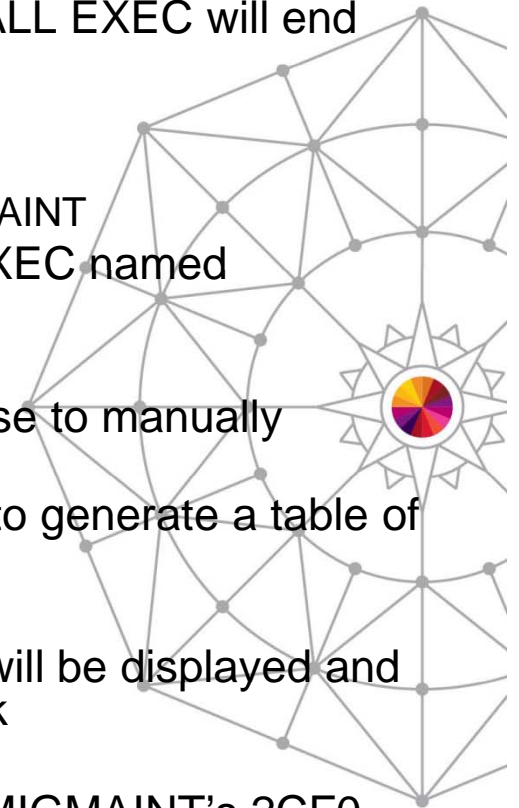 ALL EXEC will end
AINT
XEC named
se to manually
to generate a table of
will be displayed and
k
MIGMAINT's 2CF0